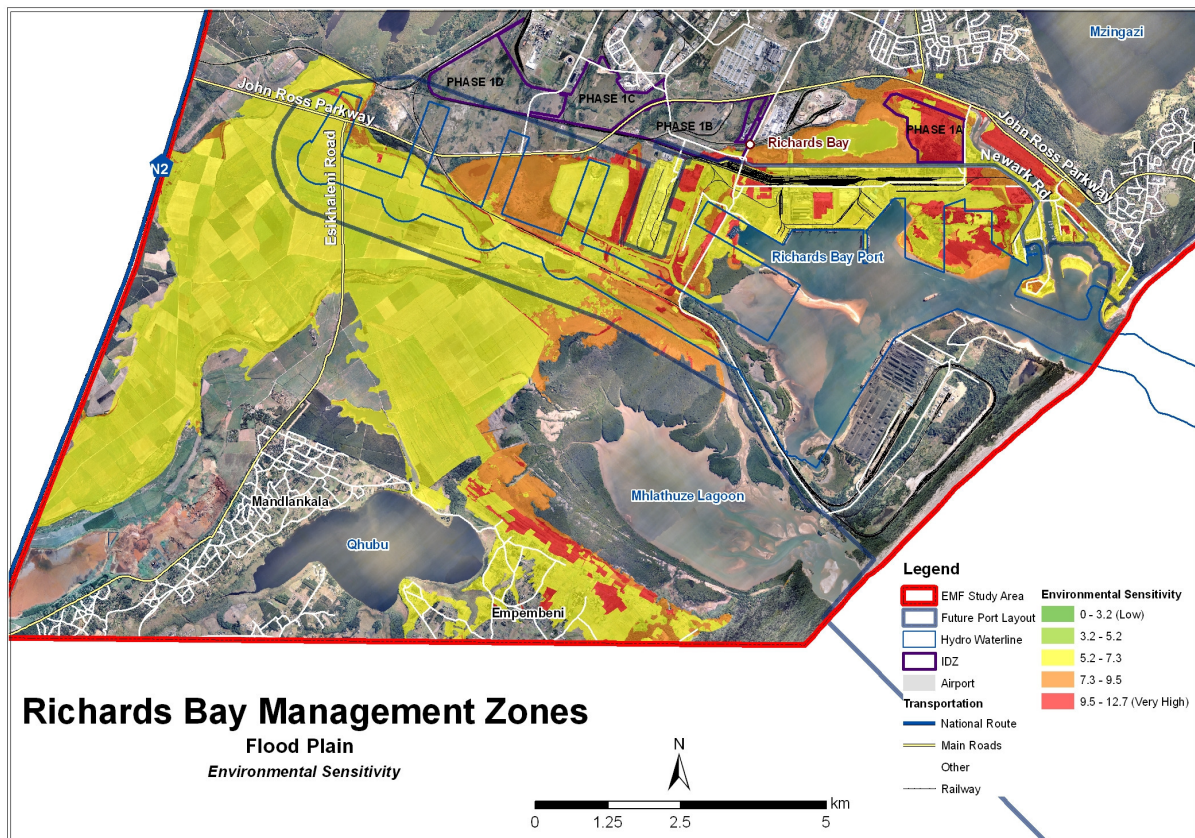 Mzingazi
PHASE 1D
PHASE 1C
John Ross Parkway
PHASE 1B
PHASE 1A
Richards Bay
John Ross Parkway
Newark Rd
N2
Esikhaleni Road
Richards Bay Port
Mhlathuze Lagoon
Mandlankala
Qhubu
Empembeni
Legend
EMF Study Area
Future Port Layout
Hydro Waterline
IDZ
Airport
Transportation
National Route
Main Roads
Other
Railway
Environmental Sensitivity
0 - 3.2 (Low)
3.2 - 5.2
5.2 - 7.3
7.3 - 9.5
9.5 - 12.7 (Very High)
Richards Bay Management Zones
Flood Plain
Environmental Sensitivity
N
km
0 1.25 2.5 5